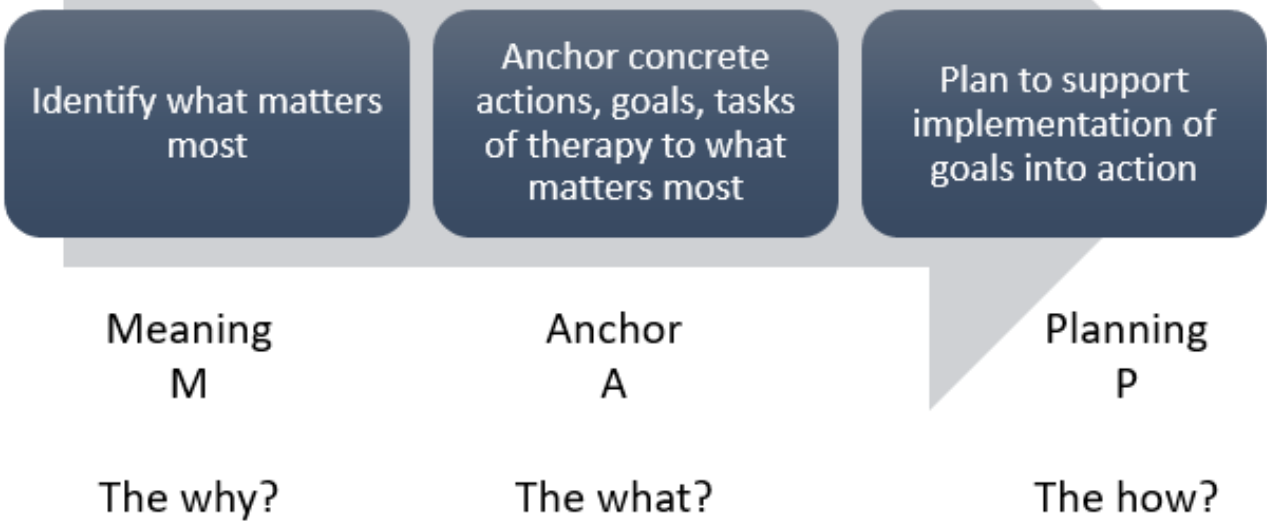 Identify what matters
most
Anchor concrete
actions, goals, tasks
of therapy to what
matters most
Plan to support
implementation of
goals into action
Meaning
M
Anchor
A
Planning
P
The why?
The what?
The how?